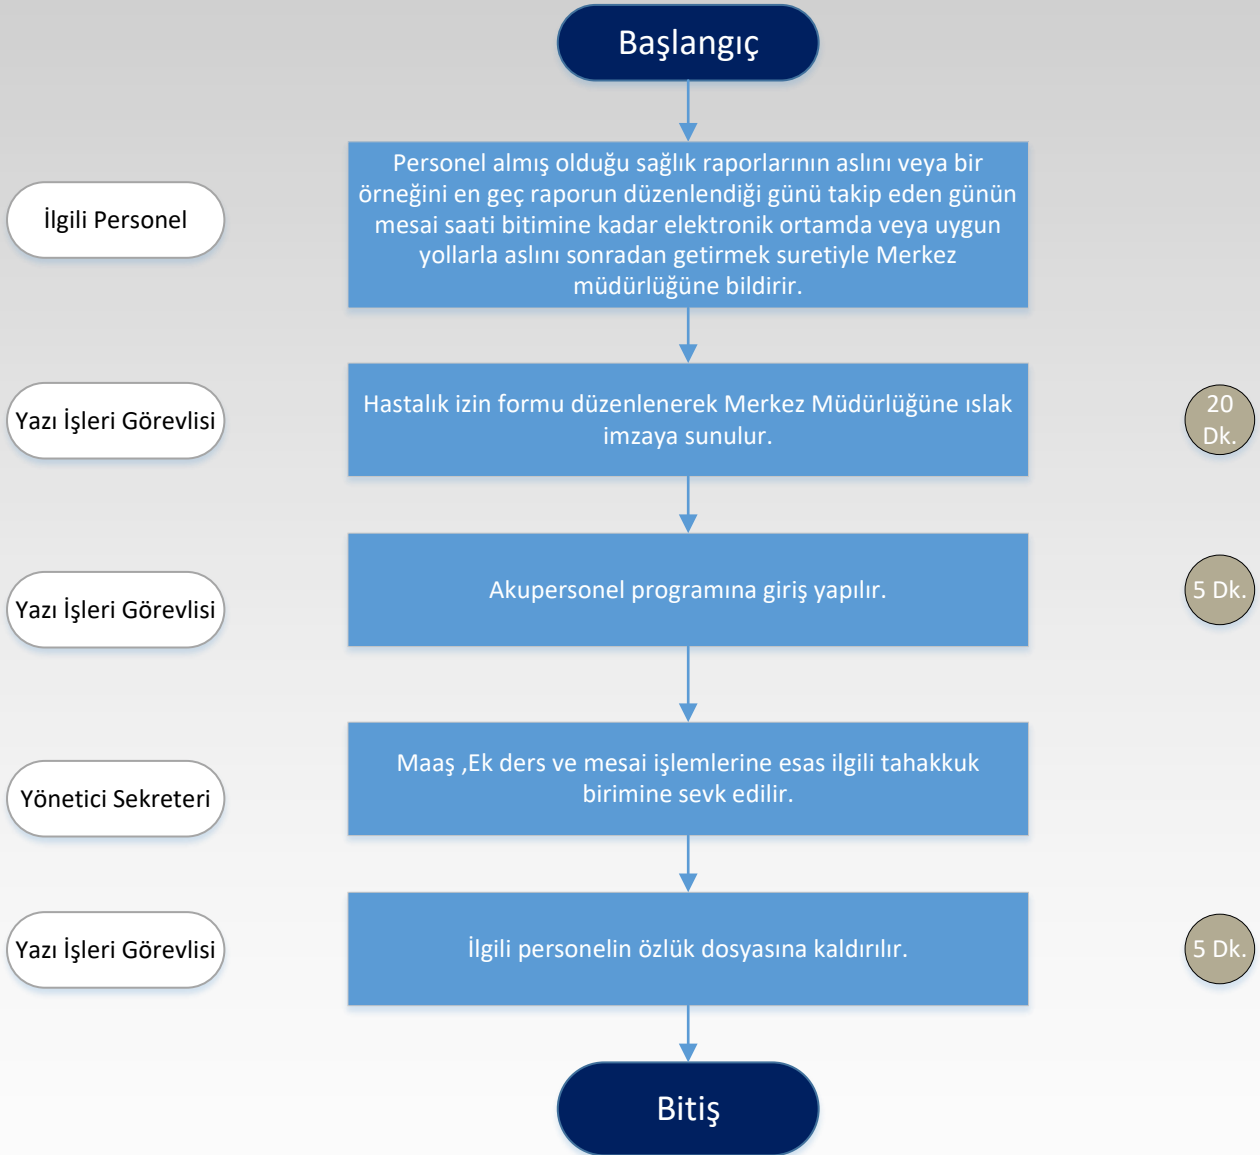 Başlangıç
İlgili Personel
Personel almış olduğu sağlık raporlarının aslını veya bir
örneğini en geç raporun düzenlendiği günü takip eden günün
mesai saati bitimine kadar elektronik ortamda veya uygun
yollarla aslını sonradan getirmek suretiyle Merkez
müdürlüğüne bildirir.
Yazı İşleri Görevlisi
Hastalık izin formu düzenlenerek Merkez Müdürlüğüne ıslak
imzaya sunulur.
20
Dk.
Yazı İşleri Görevlisi
Akupersonel programına giriş yapılır.
5 Dk.
Yönetici Sekreteri
Maaş ,Ek ders ve mesai işlemlerine esas ilgili tahakkuk
birimine sevk edilir.
Yazı İşleri Görevlisi
İlgili personelin özlük dosyasına kaldırılır.
5 Dk.
Bitiş